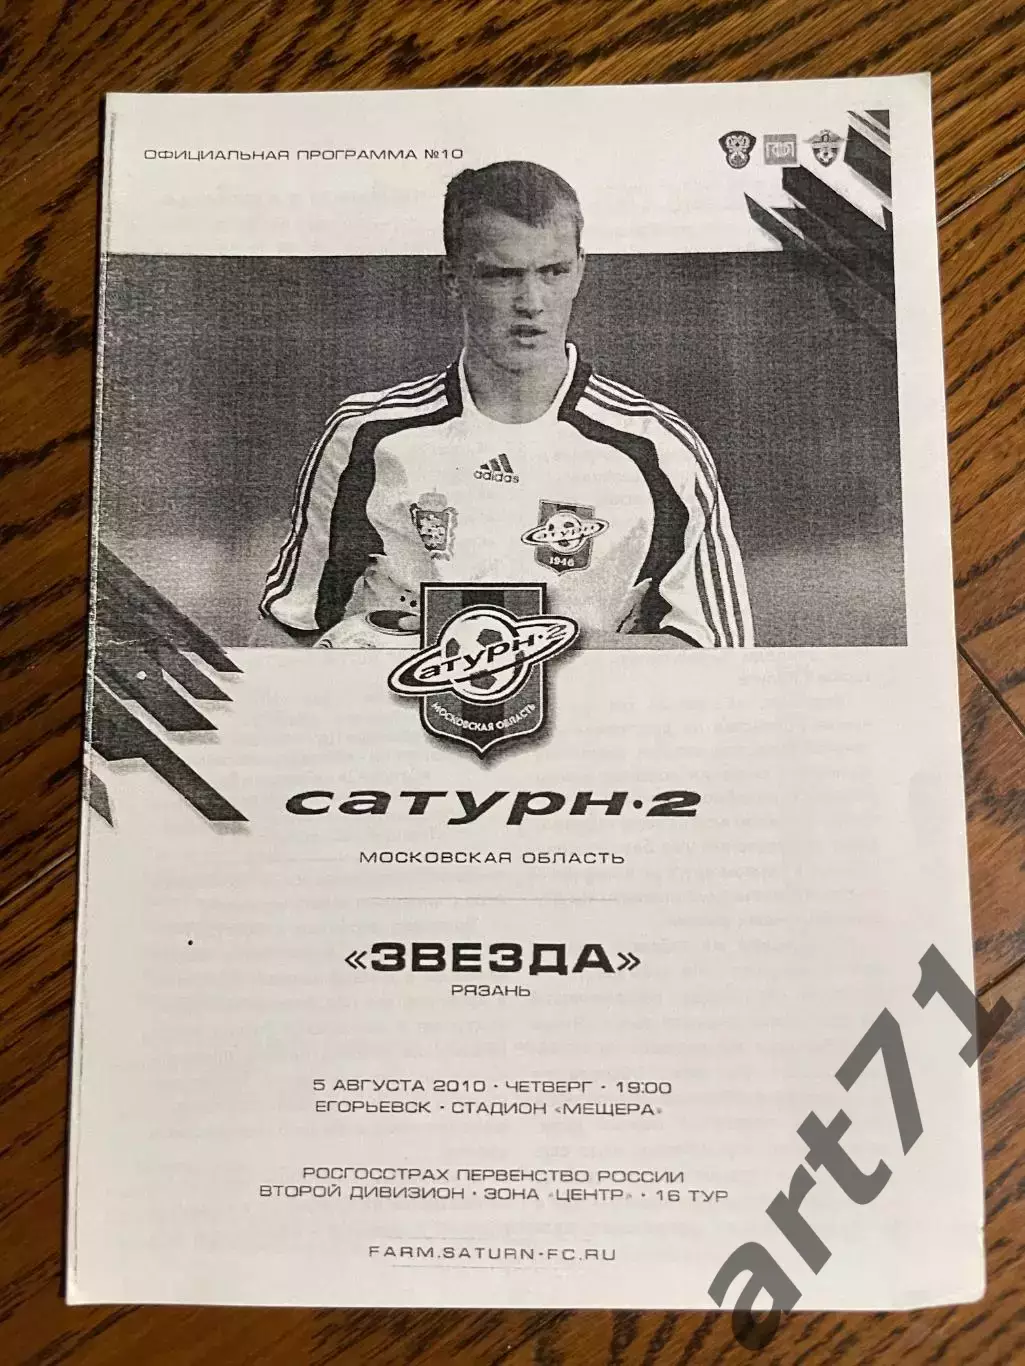 ОФИЦИАЛЬНАЯ ПРОГРАММА №10
adidas
сатурн
1946
сатурн·2
МОСКОВСКАЯ ОБЛАСТЬ
сатурн·2
МОСКОВСКАЯ ОБЛАСТЬ
«ЗВЕЗДА»
РЯЗАНЬ
5 АВГУСТА 2010 · ЧЕТВЕРГ · 19:00
ЕГОРЬЕВСК · СТАДИОН «МЕЩЕРА»
РОСГОССТРАХ ПЕРВЕНСТВО РОССИИ
ВТОРОЙ ДИВИЗИОН · ЗОНА «ЦЕНТР» · 16 ТУР
FARM.SATURN-FC.RU
art71